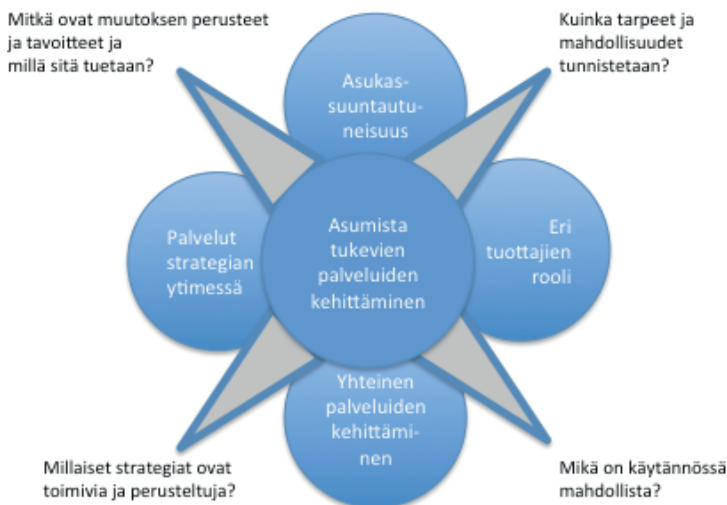 Mitkä ovat muutoksen perusteet
ja tavoitteet ja
millä sitä tuetaan?
Kuinka tarpeet ja
mahdollisuudet
tunnistetaan?
Asukas-
suuntautu-
neisuus
Palvelut
strategian
ytimessä
Asumista
tukevien
palveluiden
kehittäminen
Eri
tuottajien
rooli
Yhteinen
palveluiden
kehittämi-
nen
Millaiset strategiat ovat
toimivia ja perusteltuja?
Mikä on käytännössä
mahdollista?